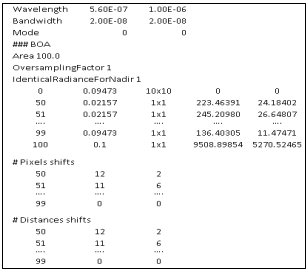 Wavelength 5.60E-07 1.00E-06
Bandwidth 2.00E-08 2.00E-08
Mode 0 0
### BOA
Area 100.0
OversamplingFactor 1
IdenticalRadianceForNadir 1
0 0.09473 10x10 0 0
50 0.02157 1x1 223.46391 24.18402
51 0.02157 1x1 245.20980 26.64807
.... .... .... ....
99 0.09473 1x1 136.40305 11.47471
100 0.1 1x1 9508.89854 5270.52465
# Pixels shifts
50 12 2
51 11 6
....
99 0 0
# Distances shifts
50 12 2
51 11 6
....
99 0 0